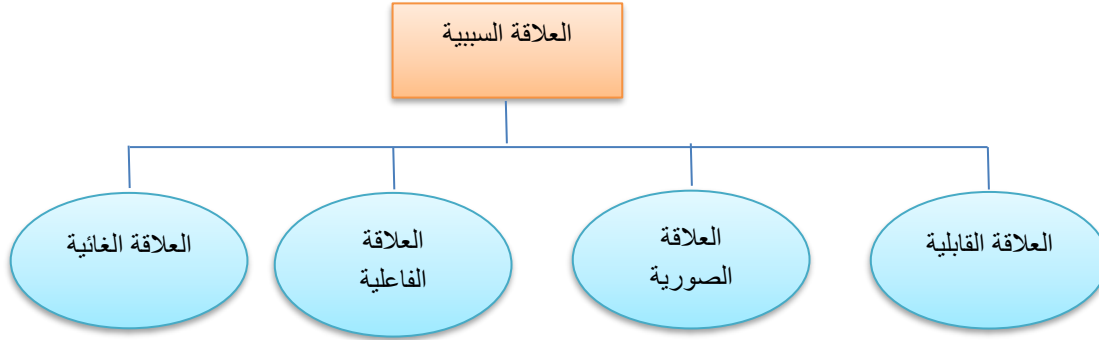 العلاقة السببية
العلاقة القابلية
العلاقة
الصورية
العلاقة
الفاعلية
العلاقة الغائية